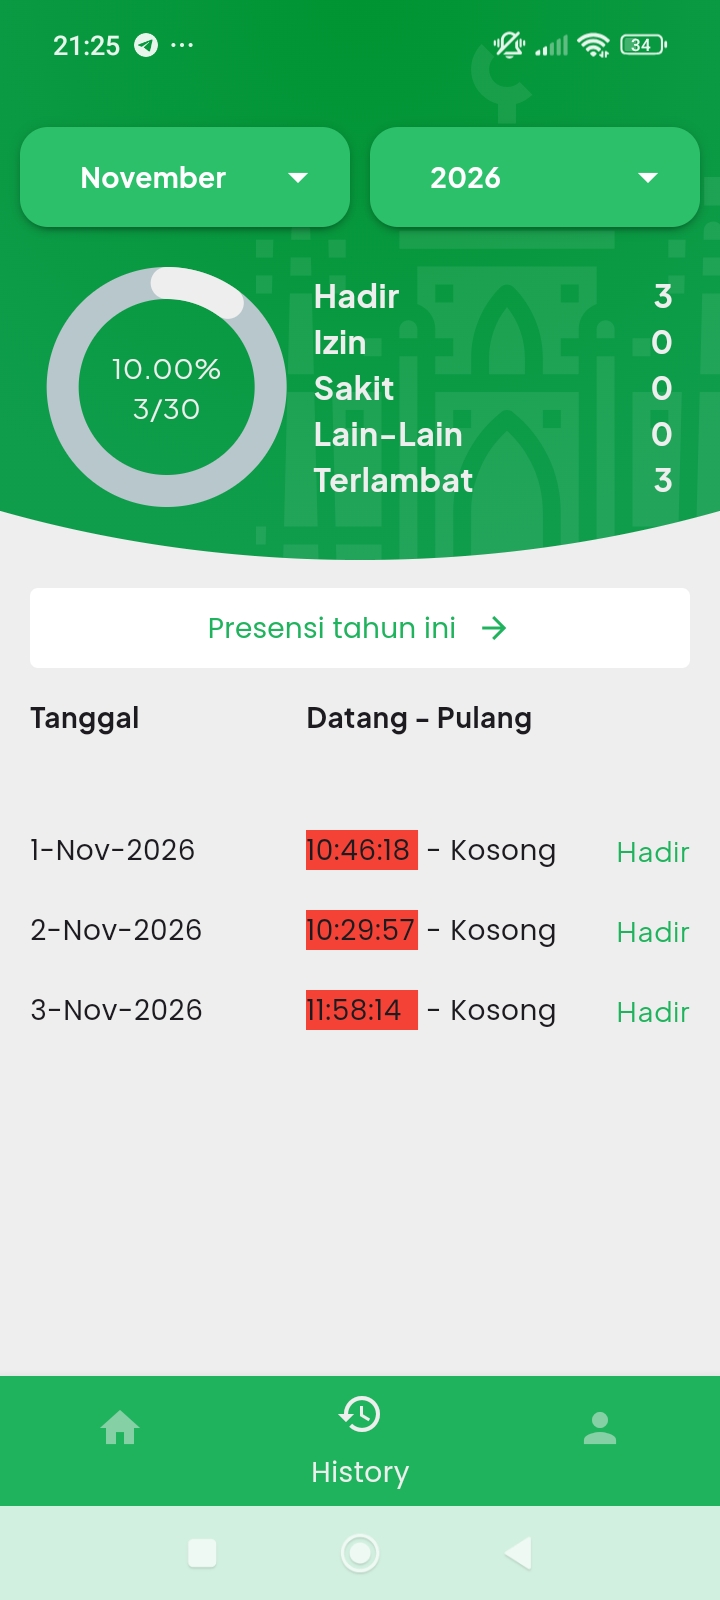 21:25 34
November 2026
10.00%
3/30
Hadir 3
Izin 0
Sakit 0
Lain-Lain 0
Terlambat 3
Presensi tahun ini
Tanggal Datang - Pulang
1-Nov-2026 10:46:18 - Kosong Hadir
2-Nov-2026 10:29:57 - Kosong Hadir
3-Nov-2026 11:58:14 - Kosong Hadir
History